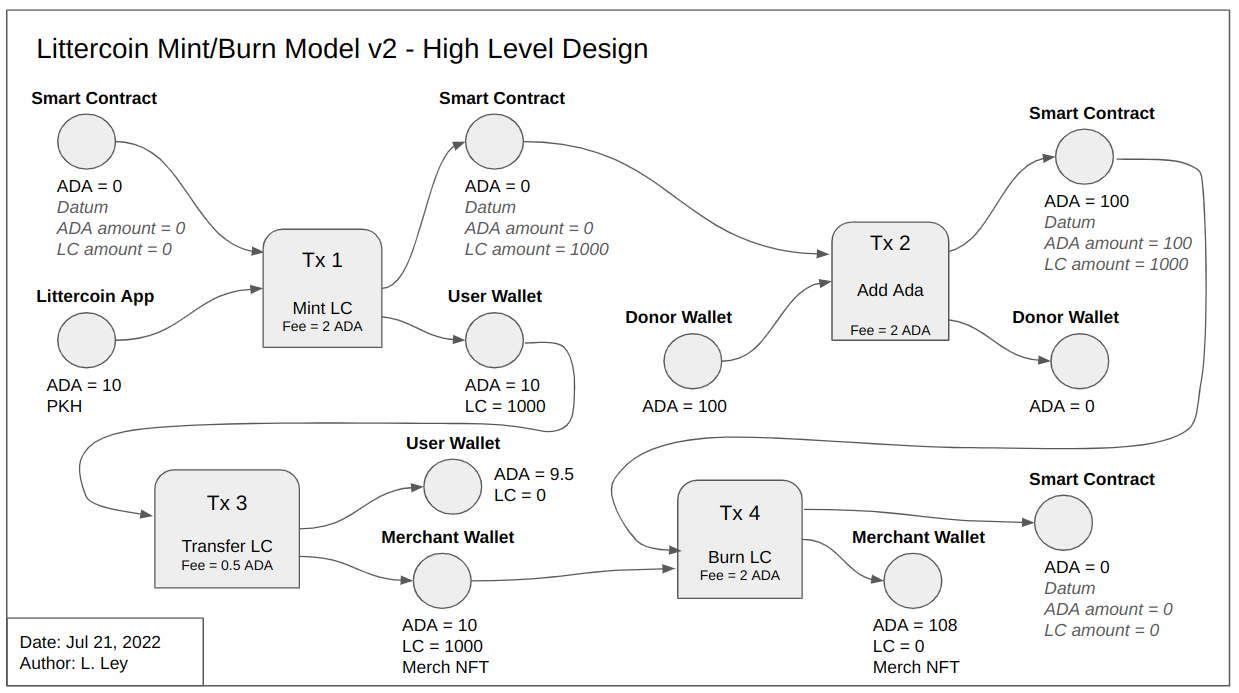 Littercoin Mint/Burn Model v2 - High Level Design
Smart Contract
ADA = 0
Datum
ADA amount = 0
LC amount = 0
Littercoin App
ADA = 10
PKH
Tx 1
Mint LC
Fee = 2 ADA
Smart Contract
ADA = 0
Datum
ADA amount = 0
LC amount = 1000
User Wallet
ADA = 10
LC = 1000
Donor Wallet
ADA = 100
Tx 2
Add Ada
Fee = 2 ADA
Smart Contract
ADA = 100
Datum
ADA amount = 100
LC amount = 1000
Donor Wallet
ADA = 0
Tx 3
Transfer LC
Fee = 0.5 ADA
User Wallet
ADA = 9.5
LC = 0
Merchant Wallet
ADA = 10
LC = 1000
Merch NFT
Tx 4
Burn LC
Fee = 2 ADA
Merchant Wallet
ADA = 108
LC = 0
Merch NFT
Smart Contract
ADA = 0
Datum
ADA amount = 0
LC amount = 0
Date: Jul 21, 2022
Author: L. Ley